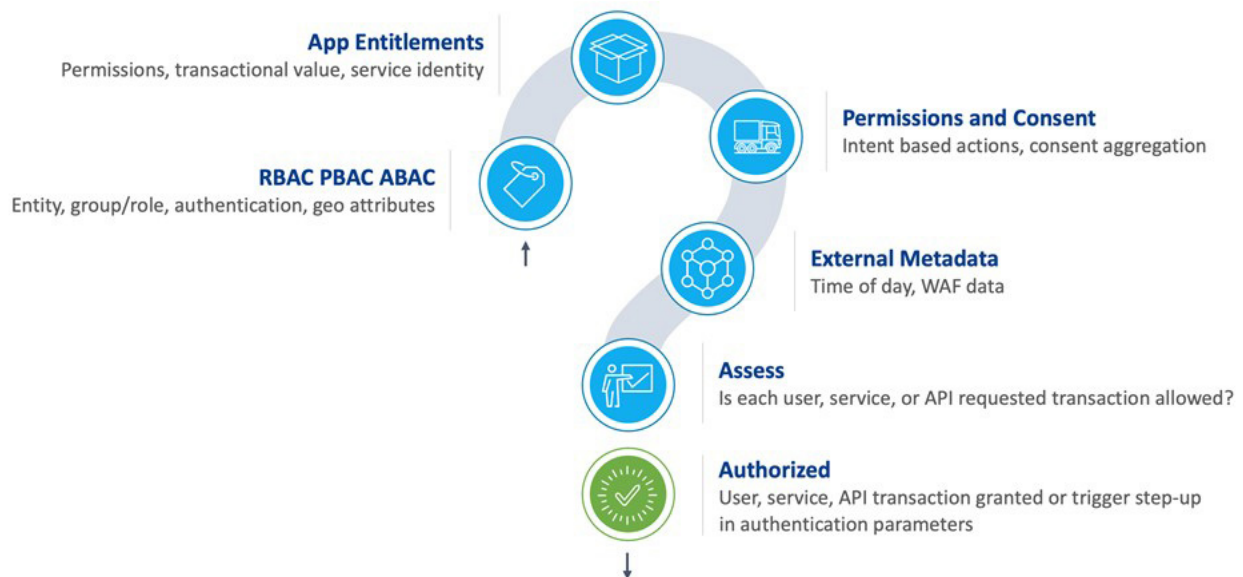 App Entitlements
Permissions, transactional value, service identity
Permissions and Consent
Intent based actions, consent aggregation
RBAC PBAC ABAC
Entity, group/role, authentication, geo attributes
External Metadata
Time of day, WAF data
Assess
Is each user, service, or API requested transaction allowed?
Authorized
User, service, API transaction granted or trigger step-up
in authentication parameters